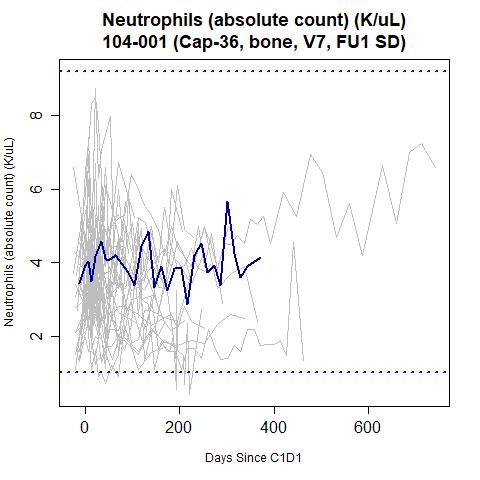 Neutrophils (absolute count) (K/uL)
104-001 (Cap-36, bone, V7, FU1 SD)
Neutrophils (absolute count) (K/uL)
8
6
4
2
0
200
400
600
Days Since C1D1